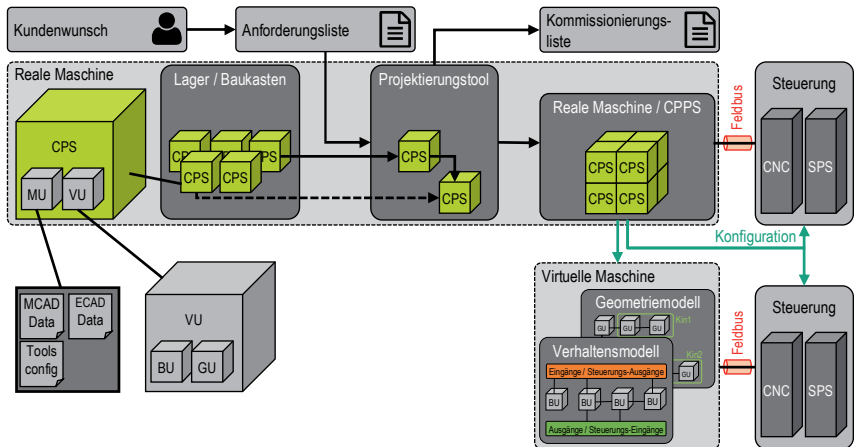 Kundenwunsch
Anforderungsliste
Kommissionierungs-
liste
Reale Maschine
Lager / Baukasten
Projektierungstool
Steuerung
CPS
Reale Maschine / CPPS
Feldbus
CPS
CPS
CPS
CPS
CPS
CPS
CPS
CPS
CPS
CPS
CPS
CNC
SPS
MU
VU
Konfiguration
Virtuelle Maschine
MCAD
Data
ECAD
Data
Tools
config
VU
BU
GU
Geometriemodell
Kin1
GU
GU
GU
Verhaltensmodell
Kin2
GU
Eingänge / Steuerungs-Ausgänge
BU
BU
BU
BU
Ausgänge / Steuerungs-Eingänge
Feldbus
Steuerung
CNC
SPS